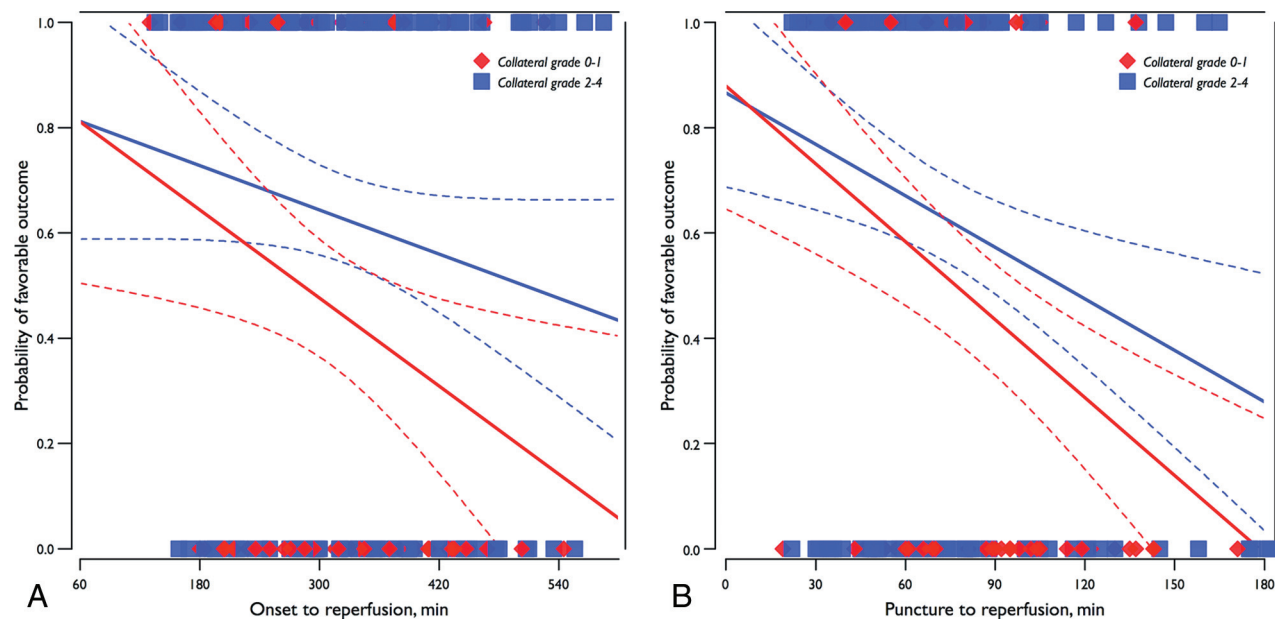 1.0
0.8
0.6
0.4
0.2
0.0
Probability of favorable outcome
Collateral grade 0-1
Collateral grade 2-4
60 180 300 420 540
Onset to reperfusion, min
A
1.0
0.8
0.6
0.4
0.2
0.0
Probability of favorable outcome
Collateral grade 0-1
Collateral grade 2-4
0 30 60 90 120 150 180
Puncture to reperfusion, min
B